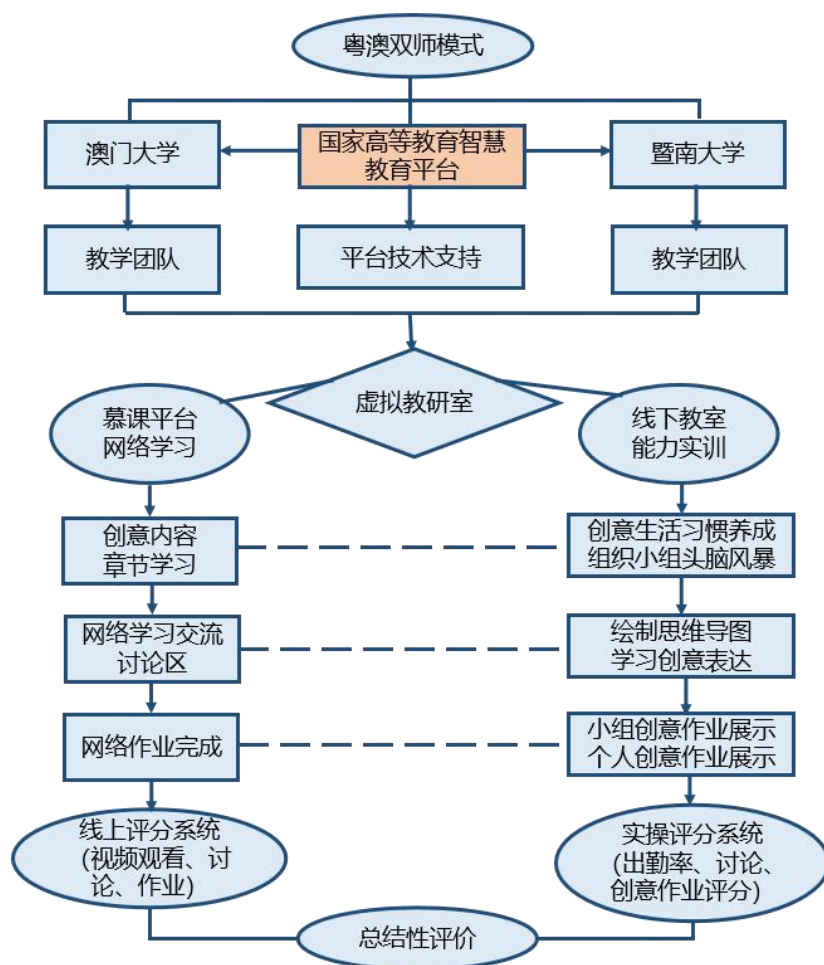 粤澳双师模式
澳门大学
国家高等教育智慧
教育平台
暨南大学
教学团队
平台技术支持
教学团队
虚拟教研室
慕课平台
网络学习
线下教室
能力实训
创意内容
章节学习
创意生活习惯养成
组织小组头脑风暴
网络学习交流
讨论区
绘制思维导图
学习创意表达
网络作业完成
小组创意作业展示
个人创意作业展示
线上评分系统
(视频观看、讨
论、作业)
实操评分系统
(出勤率、讨论、
创意作业评分)
总结性评价